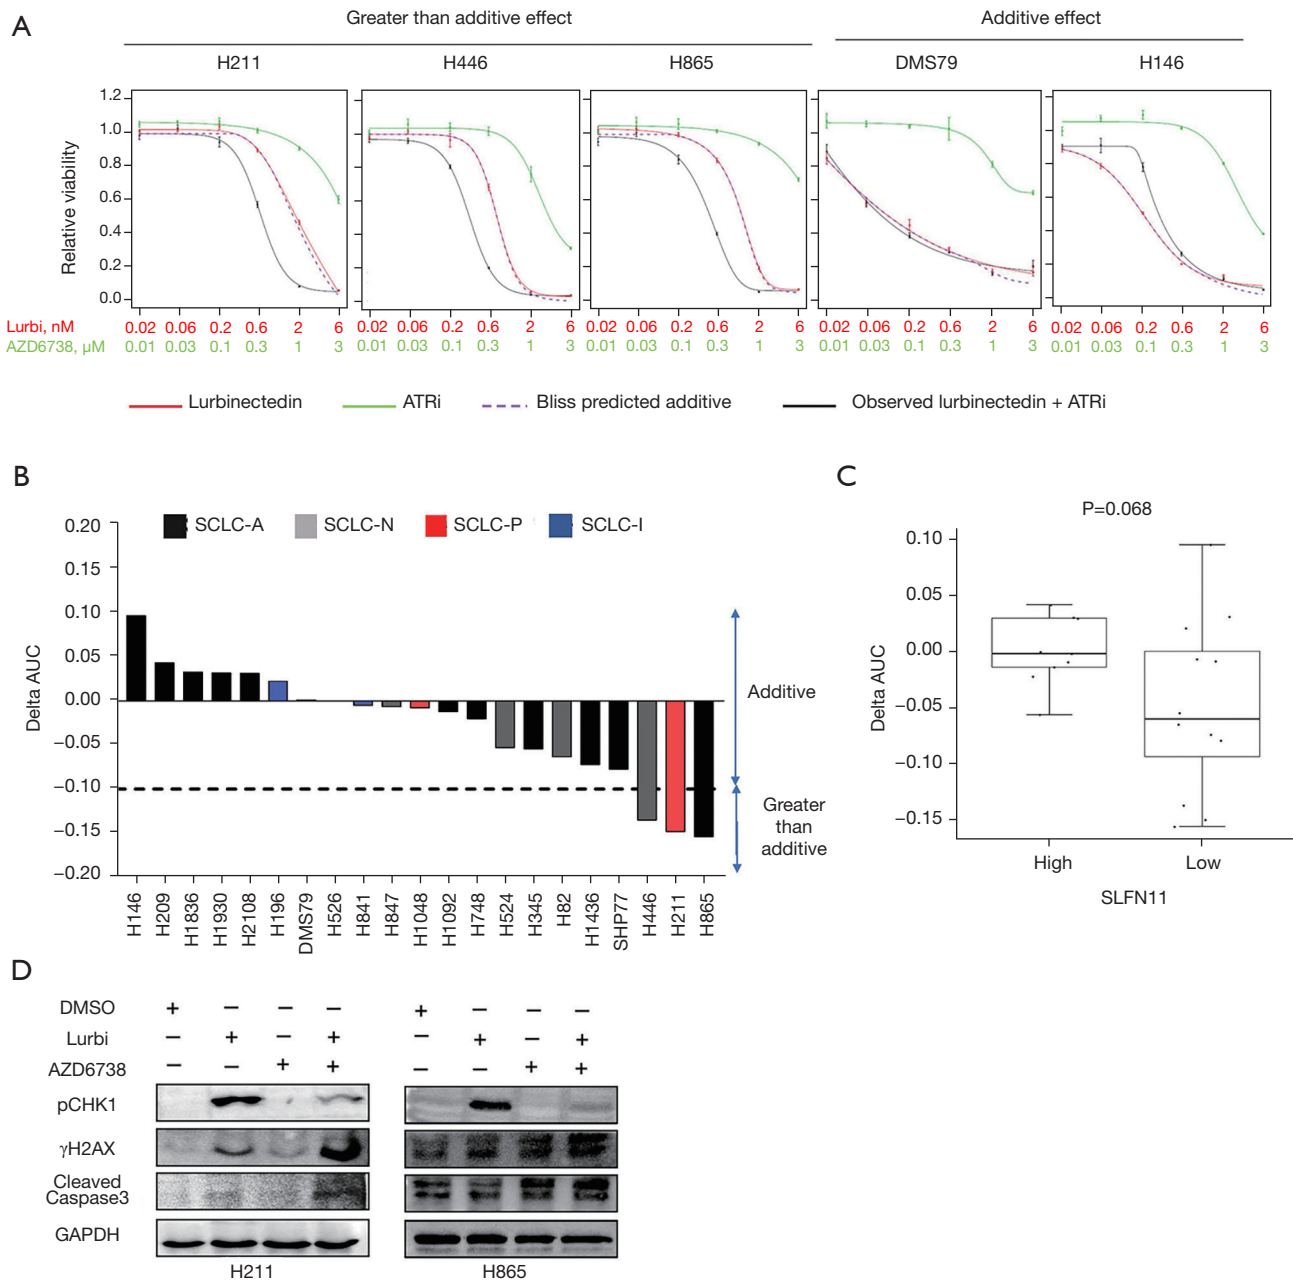 A
Greater than additive effect
Additive effect
H211
H446
H865
DMS79
H146
1.2
1.0
0.8
0.6
0.4
0.2
0.0
Relative viability
Lurbi, nM
0.02 0.06 0.2 0.6 2 6
0.02 0.06 0.2 0.6 2 6
0.02 0.06 0.2 0.6 2 6
0.02 0.06 0.2 0.6 2 6
0.02 0.06 0.2 0.6 2 6
AZD6738, µM
0.01 0.03 0.1 0.3 1 3
0.01 0.03 0.1 0.3 1 3
0.01 0.03 0.1 0.3 1 3
0.01 0.03 0.1 0.3 1 3
0.01 0.03 0.1 0.3 1 3
Lurbinectedin
ATRi
Bliss predicted additive
Observed lurbinectedin + ATRi
B
SCLC-A
SCLC-N
SCLC-P
SCLC-I
0.20
0.15
0.10
0.05
0.00
−0.05
−0.10
−0.15
−0.20
Delta AUC
Additive
Greater
than
additive
H146
H209
H1836
H1930
H2108
H196
DMS79
H526
H841
H847
H1048
H1092
H748
H524
H345
H82
H1436
SHP77
H446
H211
H865
C
P=0.068
0.10
0.05
0.00
−0.05
−0.10
−0.15
Delta AUC
High
Low
SLFN11
D
DMSO + − − − + − − −
Lurbi − + − + − + − +
AZD6738 − − + + − − + +
pCHK1
γH2AX
Cleaved
Caspase3
GAPDH
H211
H865